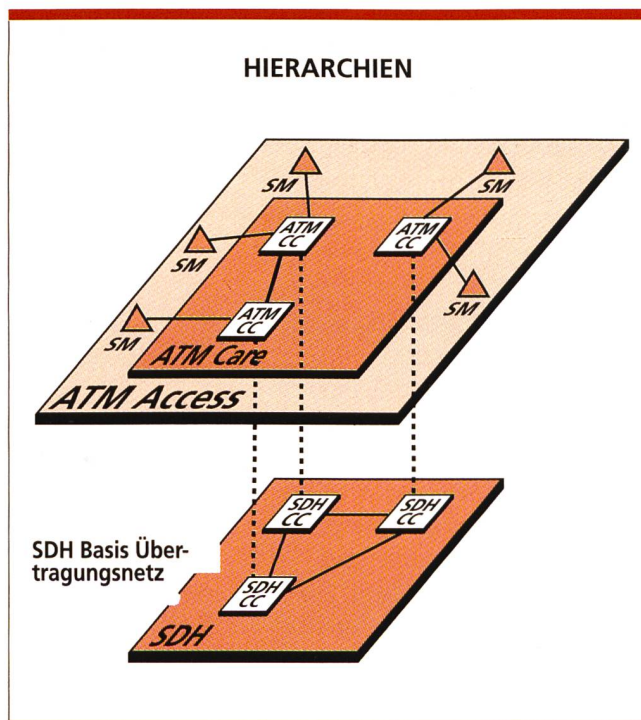 HIERARCHIEN
SM
SM
ATM
CC
ATM
CC
SM
SM
SM
ATM
CC
ATM Care
ATM Access
SDH
CC
SDH
CC
SDH Basis Über-
tragungsnetz
SDH
CC
SDH